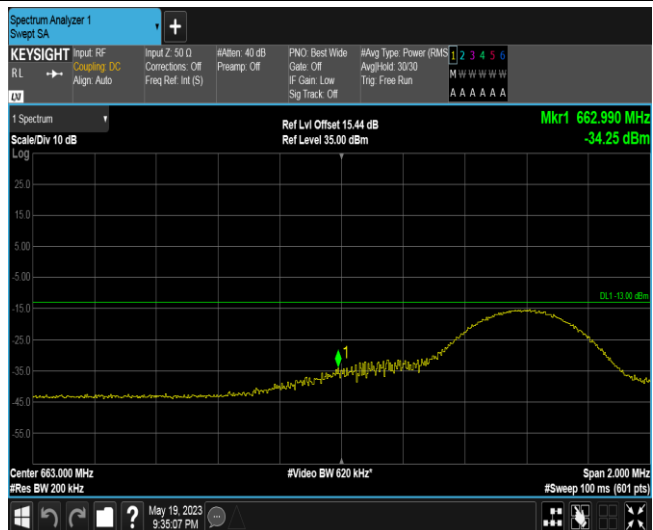 Spectrum Analyzer 1
Swept SA
+
KEYSIGHT
RL
Input: RF
Coupling: DC
Align: Auto
Input Z: 50 Ω
Corrections: Off
Freq Ref: Int (S)
#Atten: 40 dB
Preamp: Off
PNO: Best Wide
Gate: Off
IF Gain: Low
Sig Track: Off
#Avg Type: Power (RMS
Avg|Hold: 30/30
Trig: Free Run
1 2 3 4 5 6
M W W W W W
A A A A A A
LXI
1 Spectrum
Scale/Div 10 dB
Log
Ref Lvl Offset 15.44 dB
Ref Level 35.00 dBm
Mkr1 662.990 MHz
-34.25 dBm
25.0
15.0
5.00
-5.00
DL1 -13.00 dBm
-15.0
-25.0
1
-35.0
-45.0
-55.0
Center 663.000 MHz
#Res BW 200 kHz
#Video BW 620 kHz*
Span 2.000 MHz
#Sweep 100 ms (601 pts)
?
May 19, 2023
9:35:07 PM